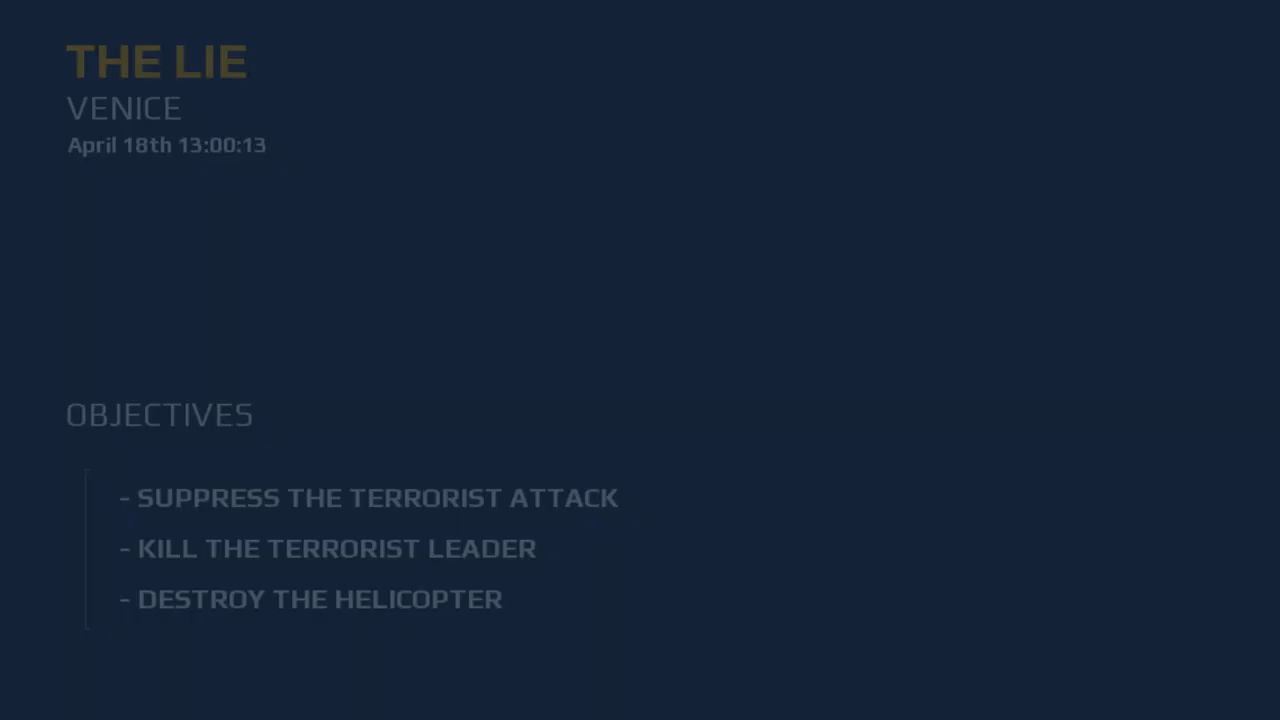 THE LIE
VENICE
April 18th 13:00:13
OBJECTIVES
- SUPPRESS THE TERRORIST ATTACK
- KILL THE TERRORIST LEADER
- DESTROY THE HELICOPTER